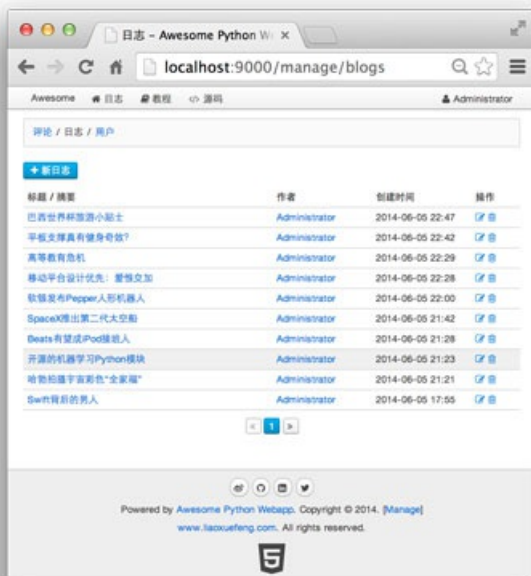 日志 - Awesome Python W
localhost:9000/manage/blogs
Awesome 日志 教程 源码 Administrator
评论 / 日志 / 用户
新日志
标题 / 摘要 作者 创建时间 操作
巴西世界杯旅游小贴士 Administrator 2014-06-05 22:47
平板支撑真有健身奇效? Administrator 2014-06-05 22:42
高等教育危机 Administrator 2014-06-05 22:29
移动平台设计优先：爱恨交加 Administrator 2014-06-05 22:28
软银发布Pepper人形机器人 Administrator 2014-06-05 22:00
SpaceX推出第二代太空船 Administrator 2014-06-05 21:42
Beats有望成iPod接班人 Administrator 2014-06-05 21:28
开源的机器学习Python模块 Administrator 2014-06-05 21:23
哈勃拍摄宇宙彩色“全家福” Administrator 2014-06-05 21:21
Swift背后的男人 Administrator 2014-06-05 17:55
« 1 »
Powered by Awesome Python Webapp. Copyright © 2014. [Manage]
www.liaoxuefeng.com. All rights reserved.
5